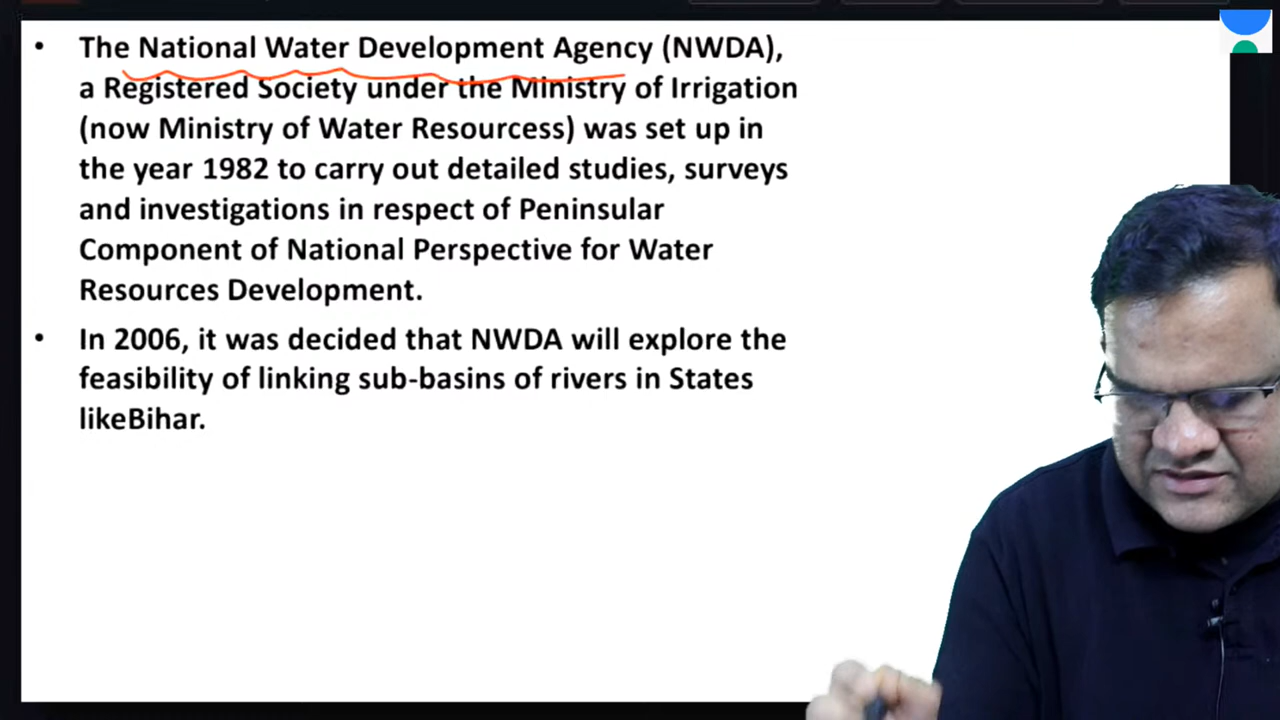 • The National Water Development Agency (NWDA),
a Registered Society under the Ministry of Irrigation
(now Ministry of Water Resourcess) was set up in
the year 1982 to carry out detailed studies, surveys
and investigations in respect of Peninsular
Component of National Perspective for Water
Resources Development.
• In 2006, it was decided that NWDA will explore the
feasibility of linking sub-basins of rivers in States
likeBihar.